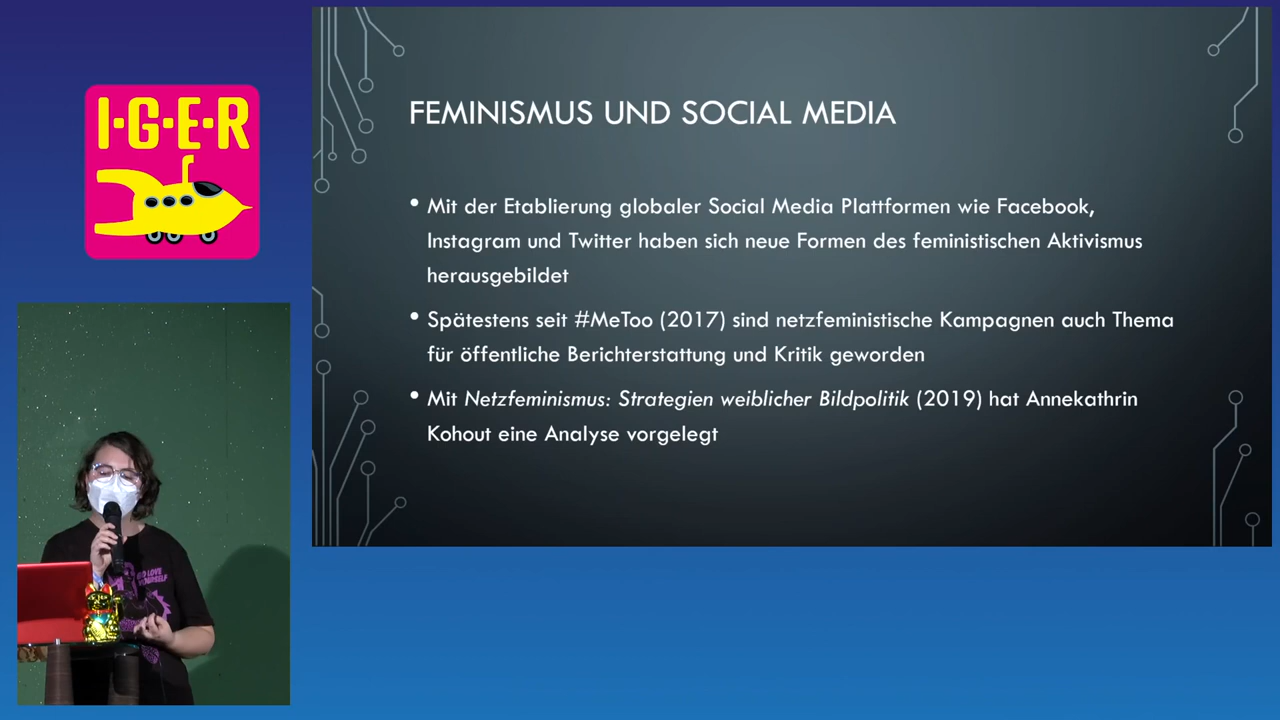 I·G·E·R
FEMINISMUS UND SOCIAL MEDIA
• Mit der Etablierung globaler Social Media Plattformen wie Facebook,
Instagram und Twitter haben sich neue Formen des feministischen Aktivismus
herausgebildet
• Spätestens seit #MeToo (2017) sind netzfeministische Kampagnen auch Thema
für öffentliche Berichterstattung und Kritik geworden
• Mit Netzfeminismus: Strategien weiblicher Bildpolitik (2019) hat Annekathrin
Kohout eine Analyse vorgelegt
LOVE
YOURSELF